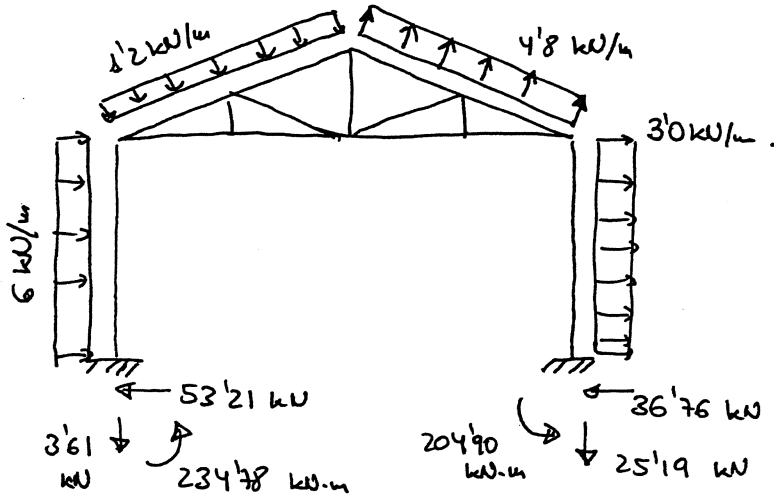 1'2 kN/m
4'8 kN/m
3'0 kN/m.
6 kN/m
53'21 kN
3'61
kN
234'78 kN·m
204'90
kN·m
36'76 kN
25'19 kN